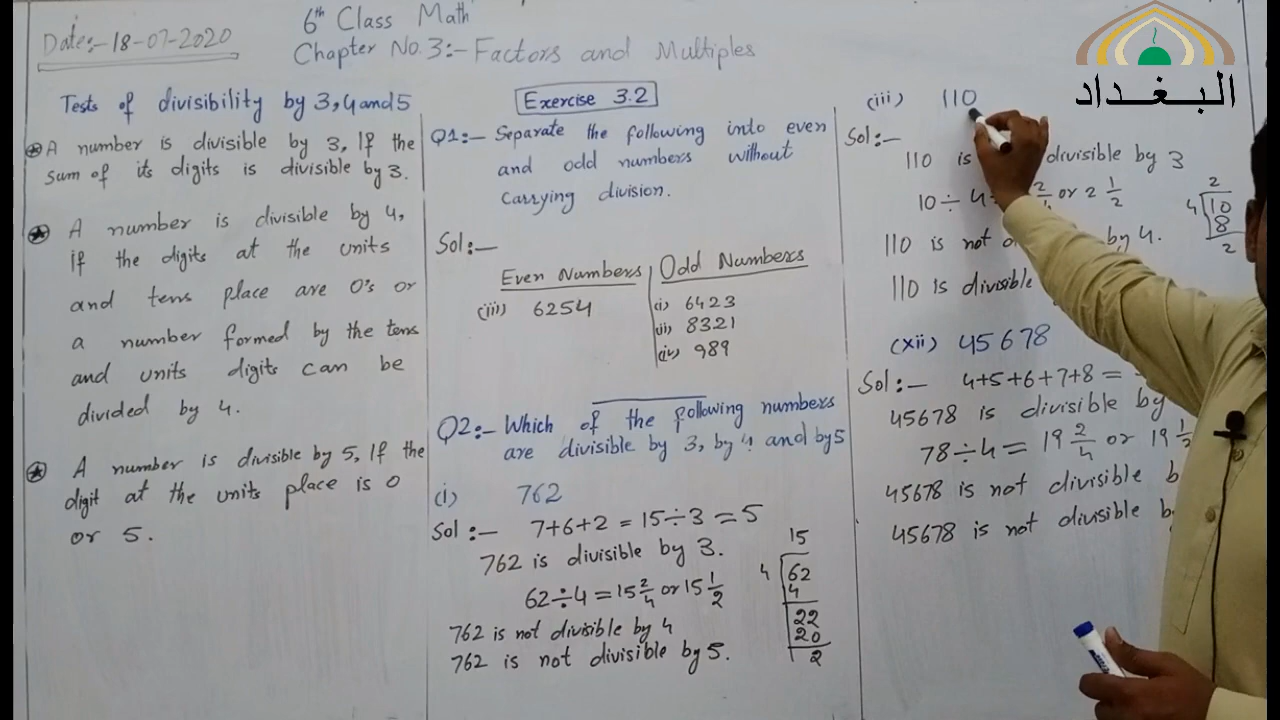 Date:-18-07-2020
6th Class Math
Chapter No.3:- Factors and Multiples
البغداد
Tests of divisibility by 3,4 and 5
A number is divisible by 3, If the
sum of its digits is divisible by 3.
A number is divisible by 4,
if the digits at the units
and tens place are 0's or
a number formed by the tens
and units digits can be
divided by 4.
A number is divisible by 5, If the
digit at the units place is 0
or 5.
Exercise 3.2
Q1:- Separate the following into even
and odd numbers without
carrying division.
Sol:-
Even Numbers
(iii) 6254
Odd Numbers
(i) 6423
(ii) 8321
(iv) 989
Q2:- Which of the following numbers
are divisible by 3, by 4 and by 5
(i) 762
Sol:- 7+6+2 = 15÷3 = 5
762 is divisible by 3.
62÷4 = 15 2/4 or 15 1/2
762 is not divisible by 4
762 is not divisible by 5.
15
4 62
4
22
20
2
(iii) 110
Sol:-
110 is divisible by 3
10÷4 2/4 or 2 1/2
110 is not by 4.
110 is divisible
2
4 10
8
2
(xii) 45678
Sol:- 4+5+6+7+8 =
45678 is divisible by
78÷4 = 19 2/4 or 19 1/2
45678 is not divisible
45678 is not divisible